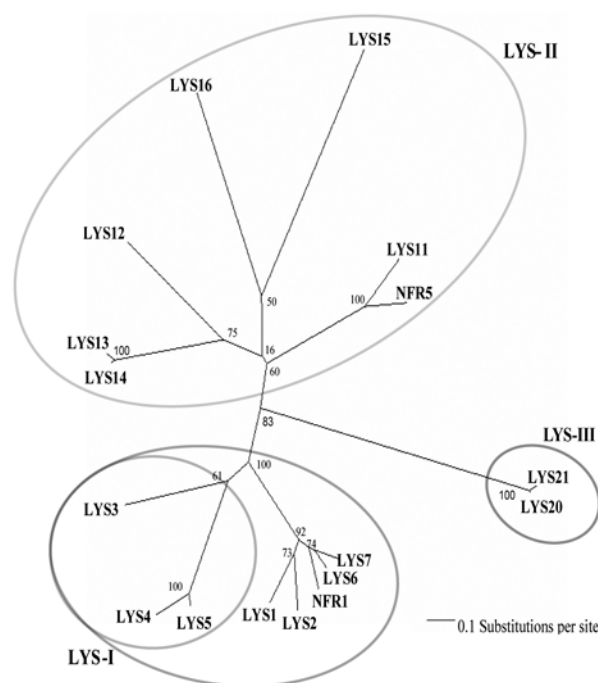 LYS15
LYS-II
LYS16
LYS12
LYS11
NFR5
50
100
75
16
LYS13
100
LYS14
60
83
LYS-III
LYS21
100
LYS20
100
61
LYS3
92
74
LYS7
73
LYS6
100
NFR1
LYS4
LYS5
LYS1
LYS2
0.1 Substitutions per site
LYS-I